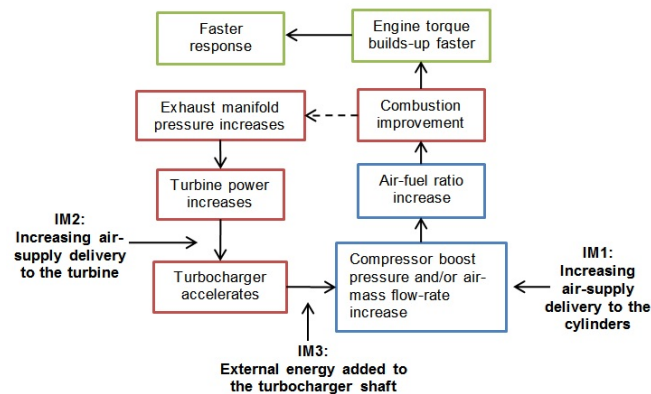 Faster
response
Engine torque
builds-up faster
Exhaust manifold
pressure increases
Combustion
improvement
Turbine power
increases
Air-fuel ratio
increase
IM2:
Increasing air-
supply delivery
to the turbine
Turbocharger
accelerates
Compressor boost
pressure and/or air-
mass flow-rate
increase
IM1:
Increasing
air-supply
delivery to the
cylinders
IM3:
External energy added to
the turbocharger shaft